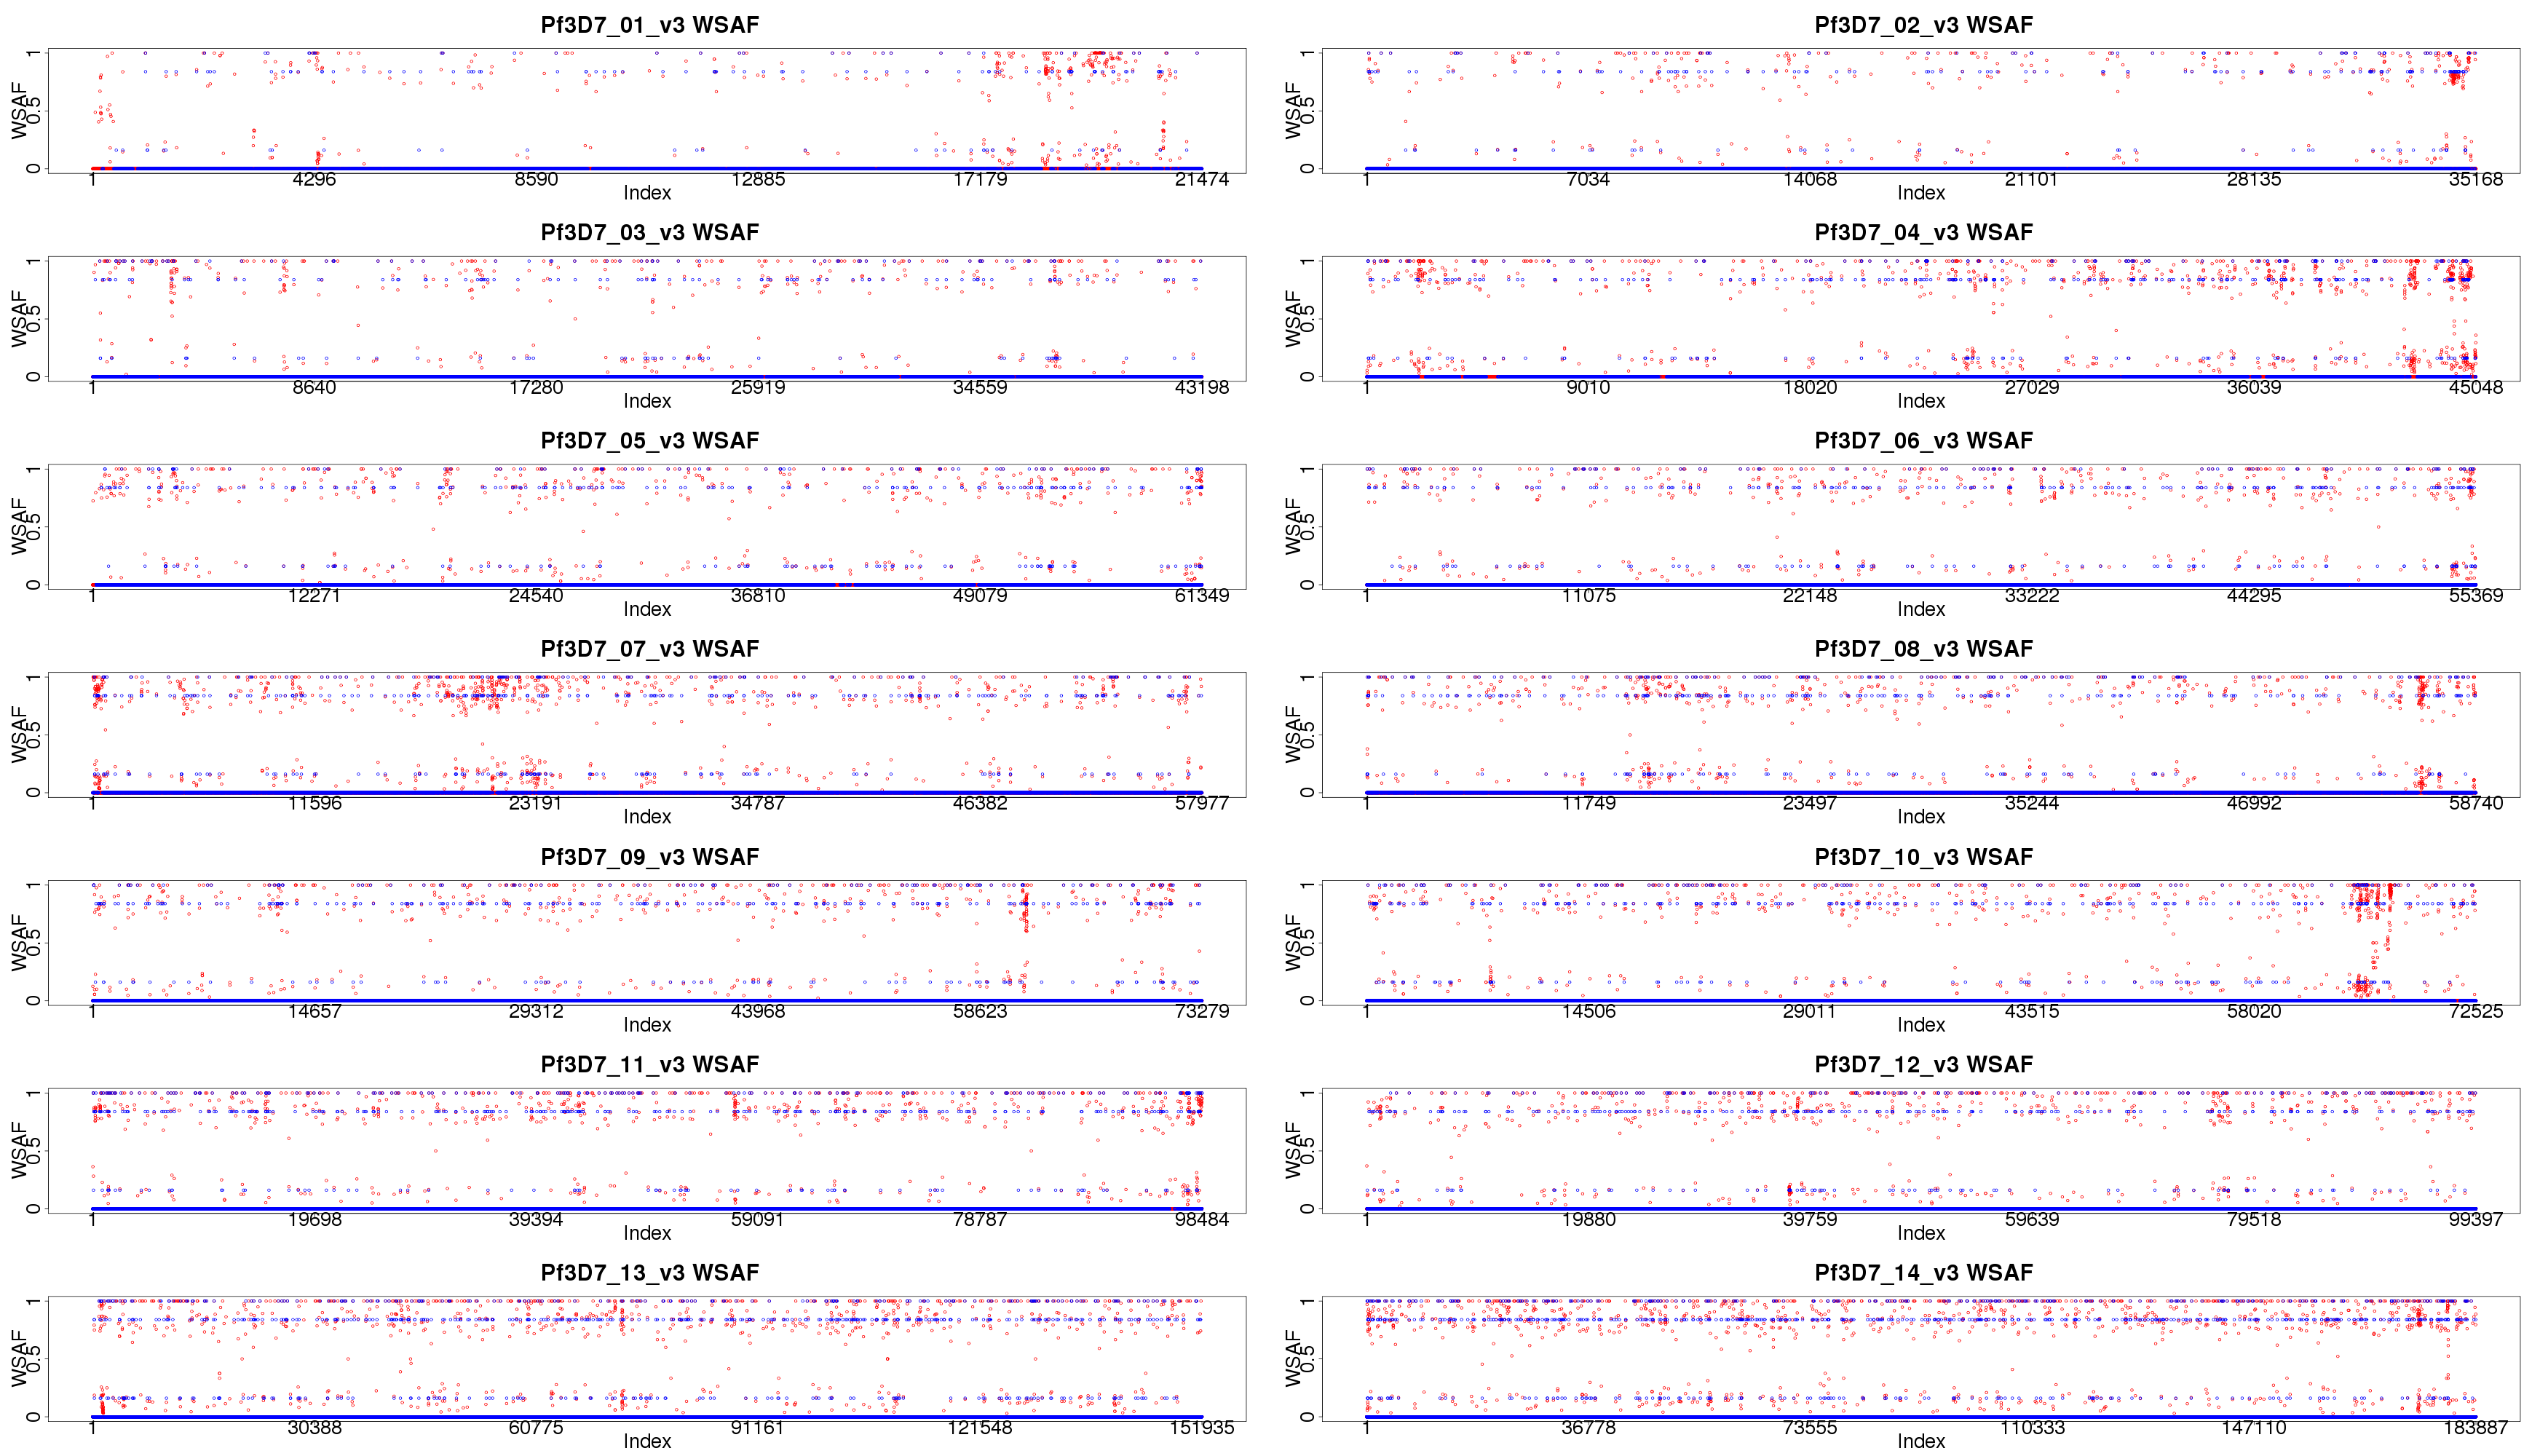 Pf3D7_01_v3 WSAF
WSAF
0 0.5 1
1 4296 8590 12885 17179 21474
Index
Pf3D7_02_v3 WSAF
WSAF
0 0.5 1
1 7034 14068 21101 28135 35168
Index
Pf3D7_03_v3 WSAF
WSAF
0 0.5 1
1 8640 17280 25919 34559 43198
Index
Pf3D7_04_v3 WSAF
WSAF
0 0.5 1
1 9010 18020 27029 36039 45048
Index
Pf3D7_05_v3 WSAF
WSAF
0 0.5 1
1 12271 24540 36810 49079 61349
Index
Pf3D7_06_v3 WSAF
WSAF
0 0.5 1
1 11075 22148 33222 44295 55369
Index
Pf3D7_07_v3 WSAF
WSAF
0 0.5 1
1 11596 23191 34787 46382 57977
Index
Pf3D7_08_v3 WSAF
WSAF
0 0.5 1
1 11749 23497 35244 46992 58740
Index
Pf3D7_09_v3 WSAF
WSAF
0 0.5 1
1 14657 29312 43968 58623 73279
Index
Pf3D7_10_v3 WSAF
WSAF
0 0.5 1
1 14506 29011 43515 58020 72525
Index
Pf3D7_11_v3 WSAF
WSAF
0 0.5 1
1 19698 39394 59091 78787 98484
Index
Pf3D7_12_v3 WSAF
WSAF
0 0.5 1
1 19880 39759 59639 79518 99397
Index
Pf3D7_13_v3 WSAF
WSAF
0 0.5 1
1 30388 60775 91161 121548 151935
Index
Pf3D7_14_v3 WSAF
WSAF
0 0.5 1
1 36778 73555 110333 147110 183887
Index